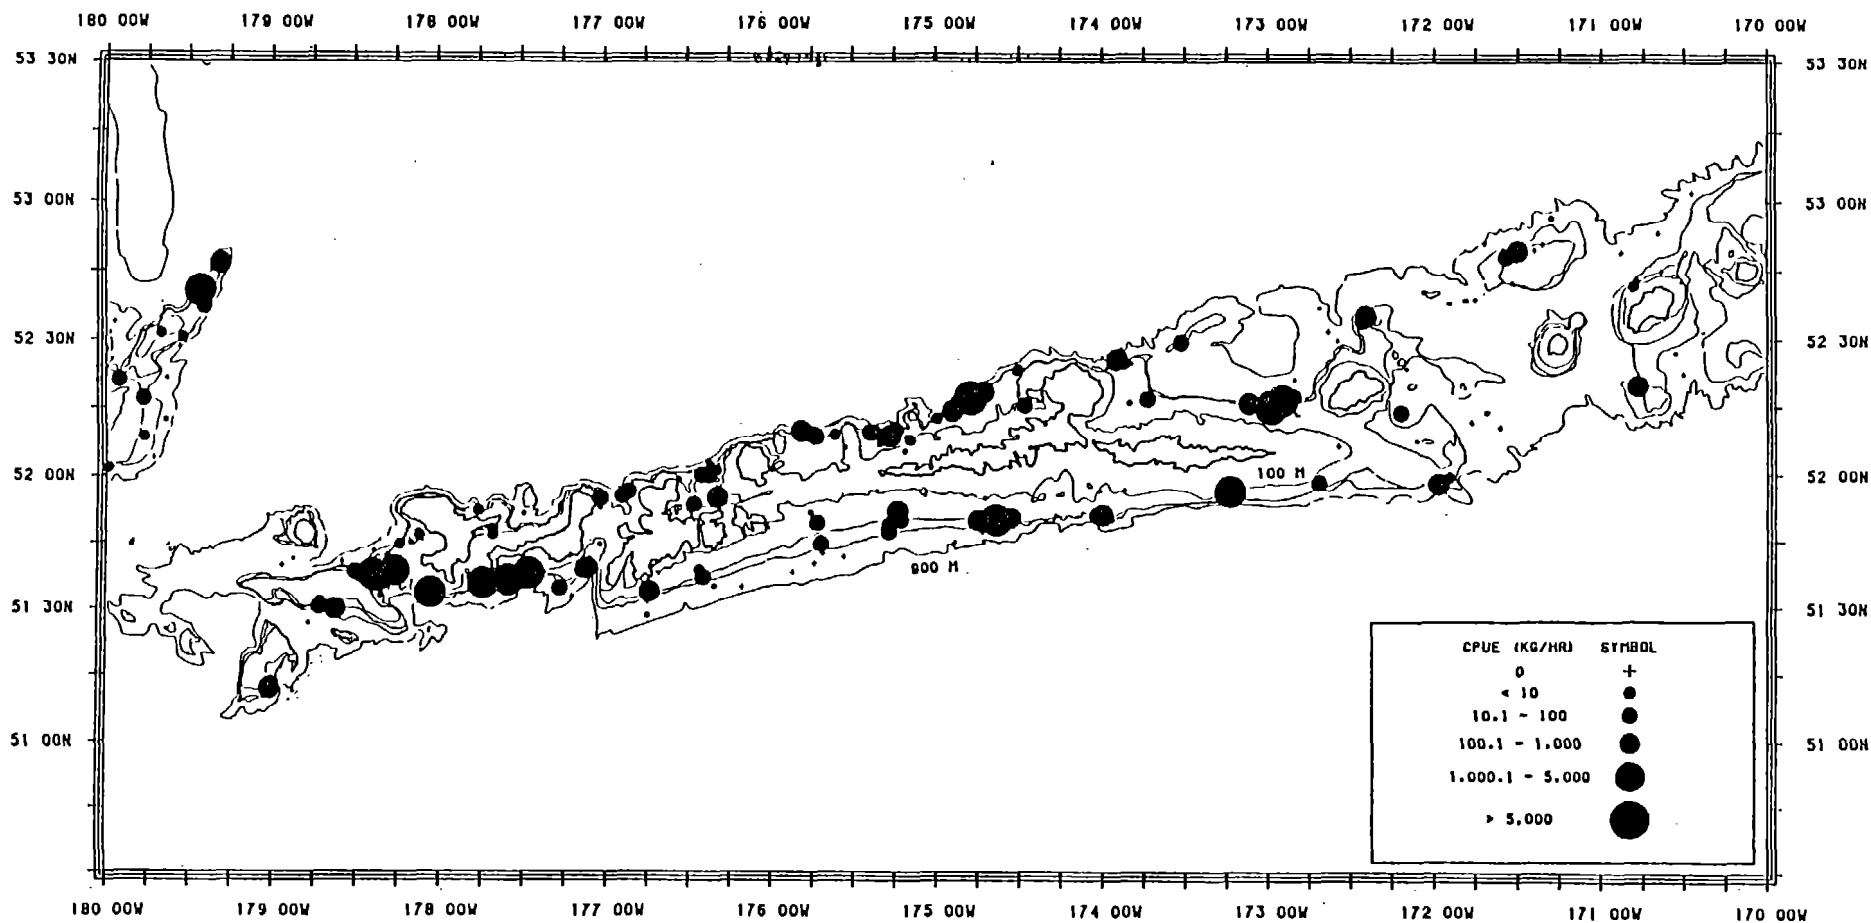 180 00W 179 00W 178 00W 177 00W 176 00W 175 00W 174 00W 173 00W 172 00W 171 00W 170 00W
53 30N 53 30N
53 00N 53 00N
52 30N 52 30N
52 00N 52 00N
100 M
900 M
51 30N 51 30N
CPUE (KG/HR) SYMBOL
0 +
< 10
10.1 - 100
51 00N 100.1 - 1.000 51 00N
1.000.1 - 5.000
> 5.000
180 00W 179 00W 178 00W 177 00W 176 00W 175 00W 174 00W 173 00W 172 00W 171 00W 170 00W